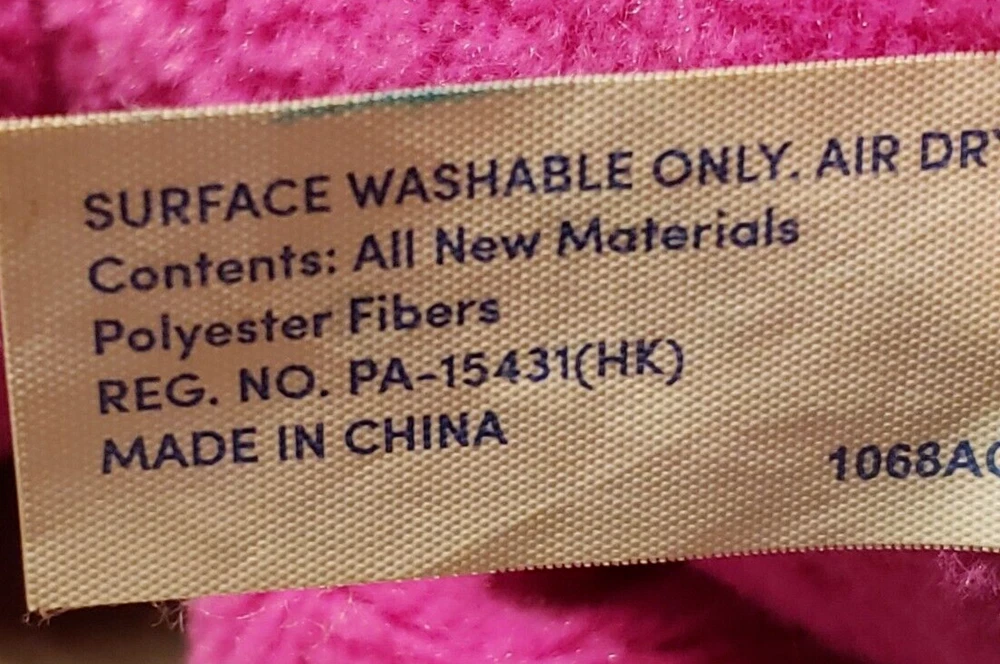 SURFACE WASHABLE ONLY. AIR DRY
Contents: All New Materials
Polyester Fibers
REG. NO. PA-15431(HK)
MADE IN CHINA
1068A